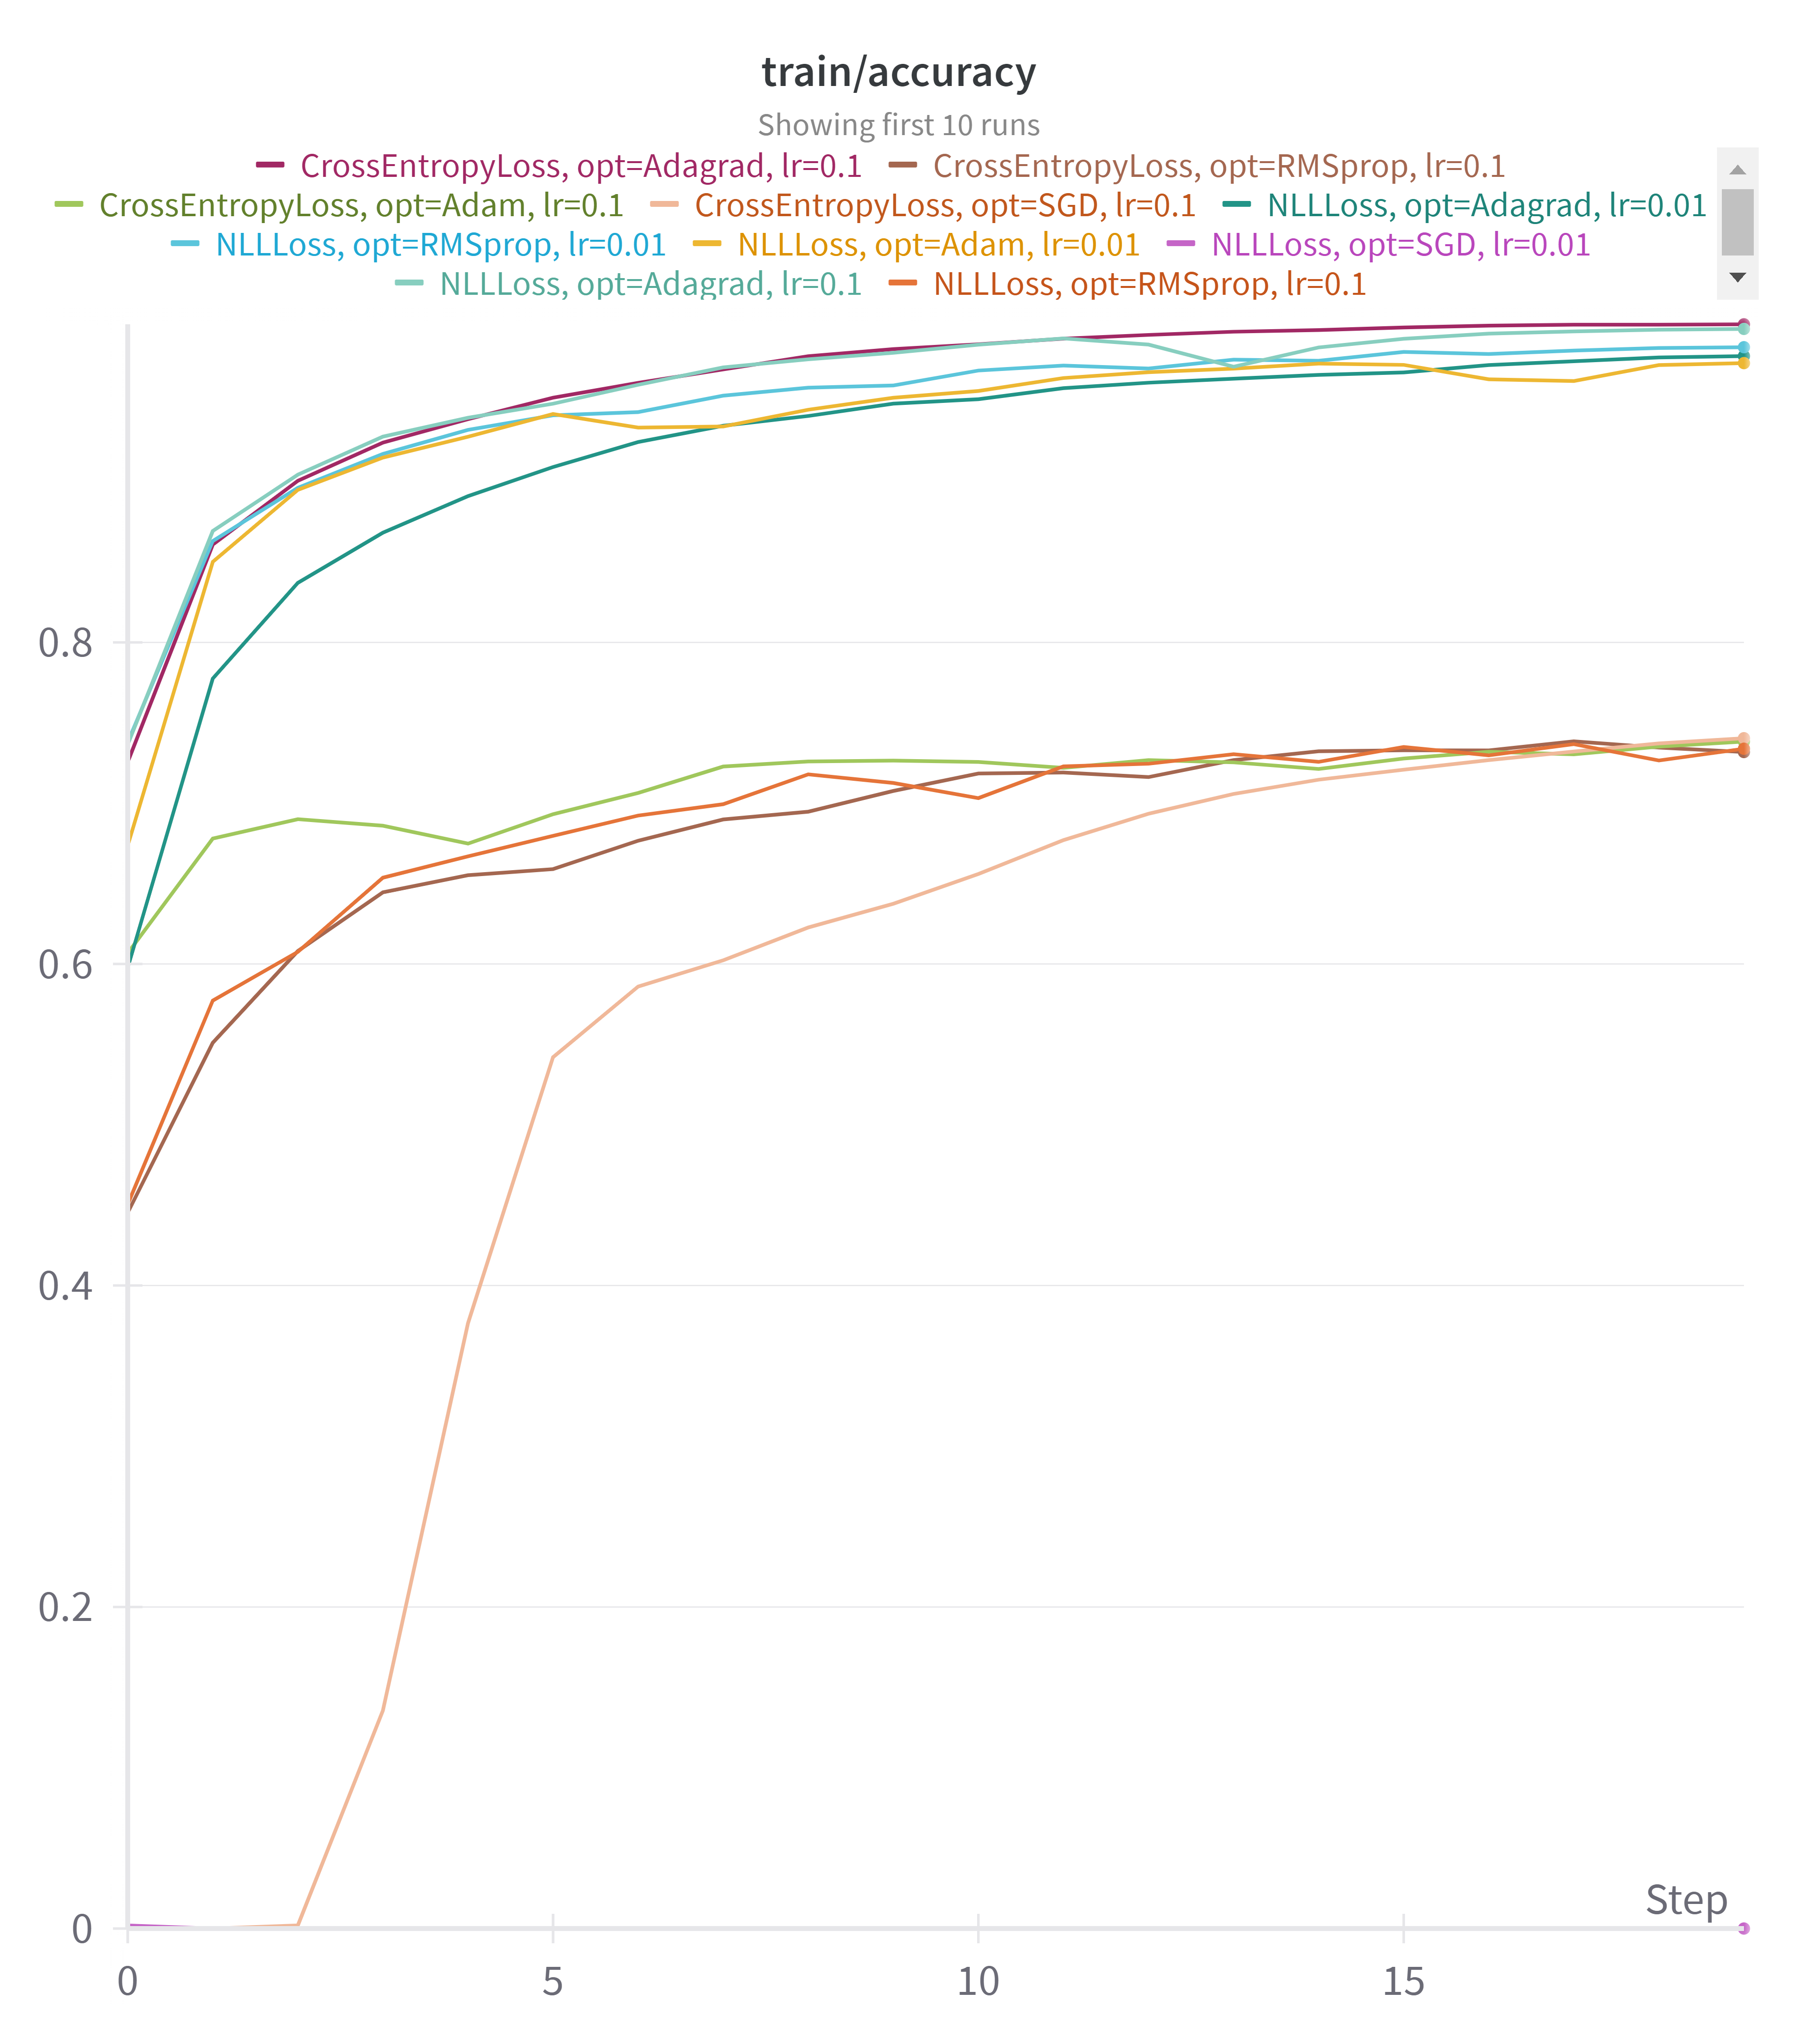 train/accuracy
Showing first 10 runs
CrossEntropyLoss, opt=Adagrad, lr=0.1 CrossEntropyLoss, opt=RMSprop, lr=0.1
CrossEntropyLoss, opt=Adam, lr=0.1 CrossEntropyLoss, opt=SGD, lr=0.1 NLLLoss, opt=Adagrad, lr=0.01
NLLLoss, opt=RMSprop, lr=0.01 NLLLoss, opt=Adam, lr=0.01 NLLLoss, opt=SGD, lr=0.01
NLLLoss, opt=Adagrad, lr=0.1 NLLLoss, opt=RMSprop, lr=0.1
0.8
0.6
0.4
0.2
Step
0
0 5 10 15